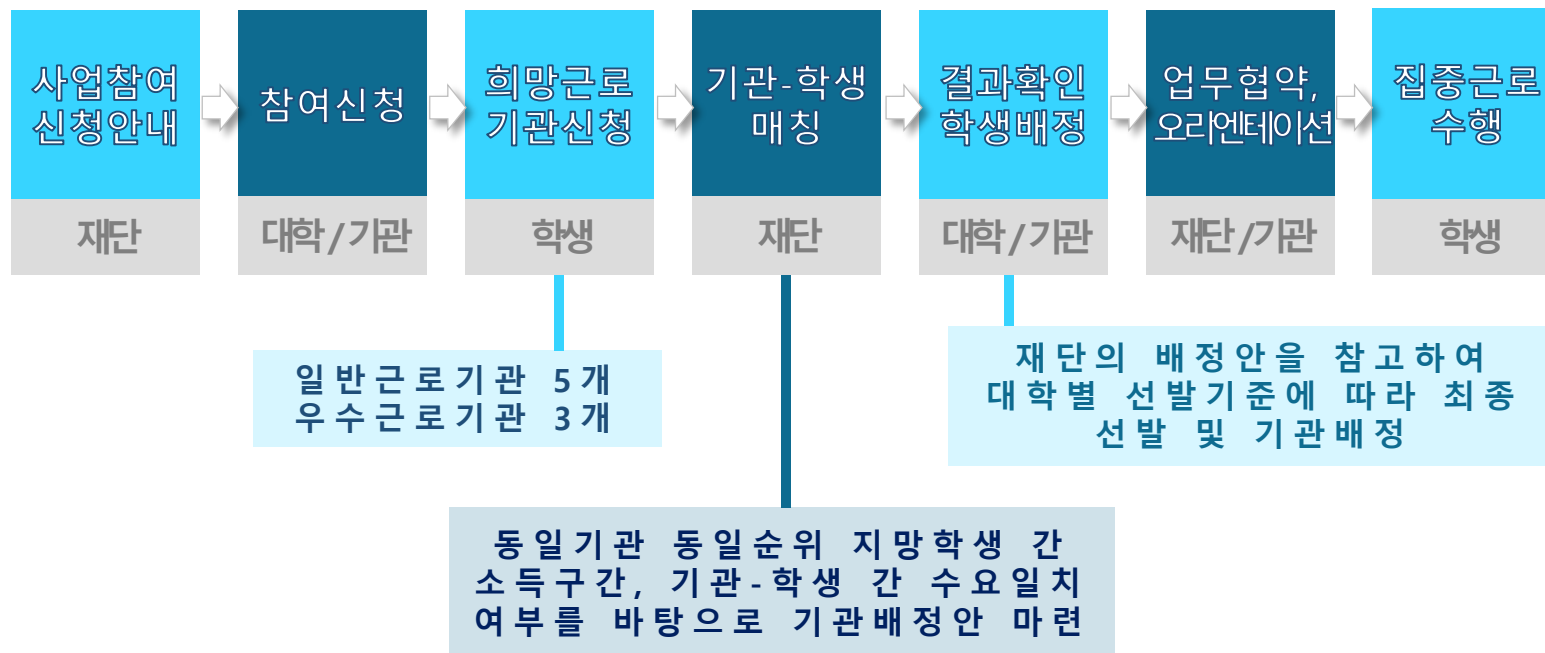 사업참여
신청안내
참여신청
희망근로
기관신청
기관-학생
매칭
결과확인
학생배정
업무협약,
오리엔테이션
집중근로
수행
재단
대학/기관
학생
재단
대학/기관
재단/기관
학생
일반근로기관 5개
우수근로기관 3개
재단의 배정안을 참고하여
대학별 선발기준에 따라 최종
선발 및 기관배정
동일기관 동일순위 지망학생 간
소득구간, 기관-학생 간 수요일치
여부를 바탕으로 기관배정안 마련